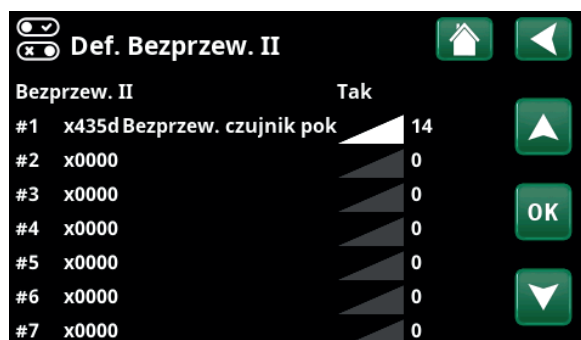 Def. Bezprzew. II
Bezprzew. II Tak
#1 x435d Bezprzew. czujnik pok 14
#2 x0000 0
#3 x0000 0
#4 x0000 0
OK
#5 x0000 0
#6 x0000 0
#7 x0000 0